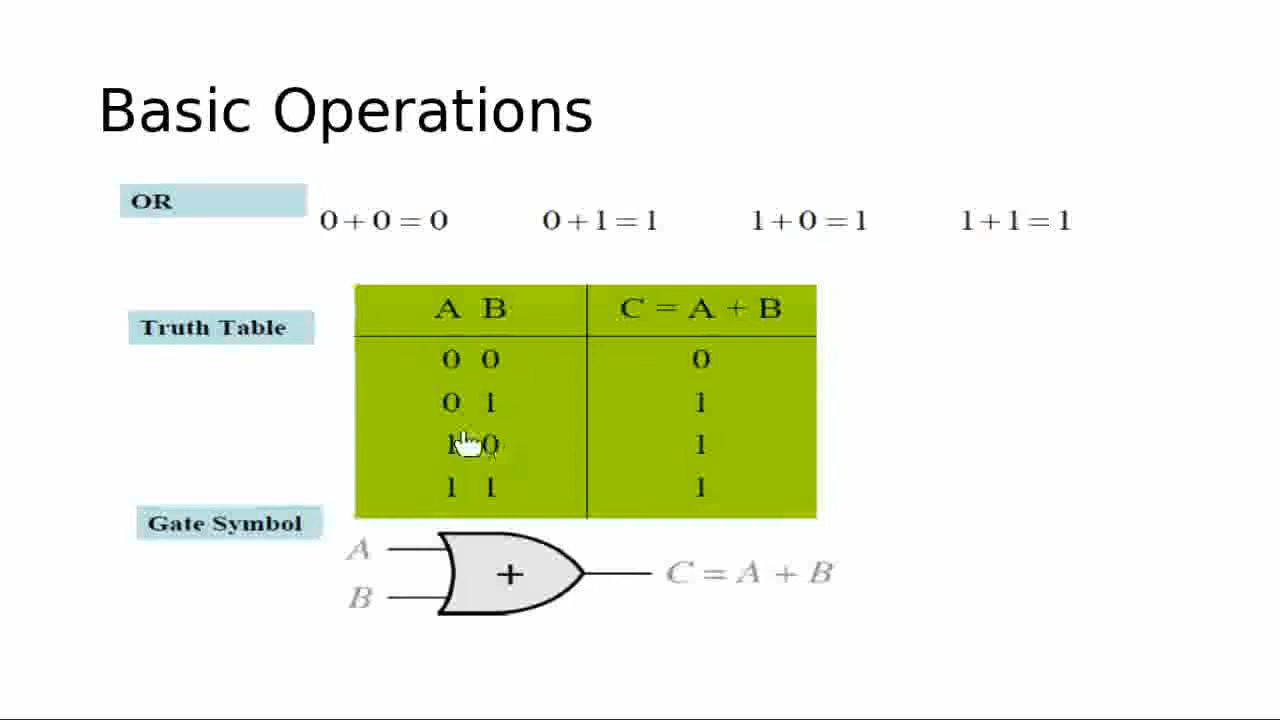 Basic Operations
OR
0 + 0 = 0 0 + 1 = 1 1 + 0 = 1 1 + 1 = 1
Truth Table
A B C = A + B
0 0 0
0 1 1
1 0 1
1 1 1
Gate Symbol
A
+
C = A + B
B